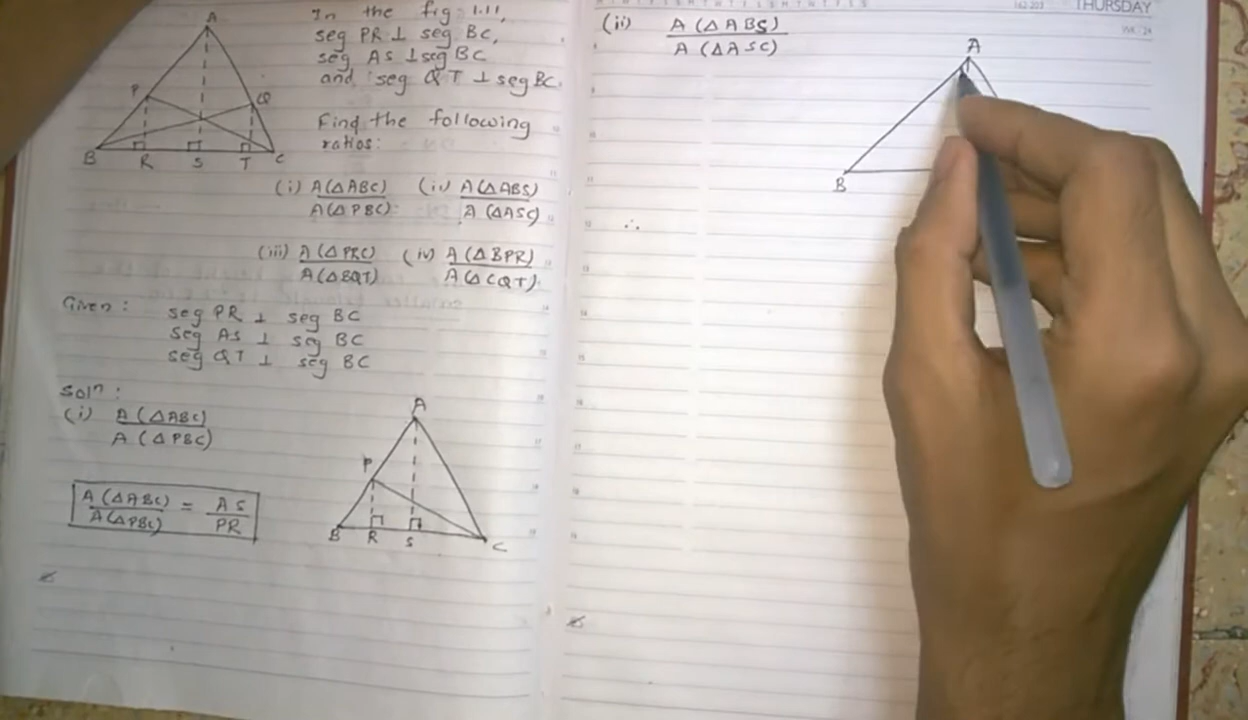 A
P
Q
B R S T C
In the fig 1.11,
seg PR ⊥ seg BC,
seg AS ⊥ seg BC
and seg QT ⊥ seg BC.
Find the following
ratios:
(i) A(△ABC) / A(△PBC) (ii) A(△ABS) / A(△ASC)
(iii) A(△PRC) / A(△BQT) (iv) A(△BPR) / A(△CQT)
Given: seg PR ⊥ seg BC
seg AS ⊥ seg BC
seg QT ⊥ seg BC
Solⁿ:
(i) A(△ABC)
A(△PBC)
A(△ABC) / A(△PBC) = AS / PR
A
P
B R S C
THURSDAY
(ii) A(△ABS)
A(△ASC)
A
B
∴